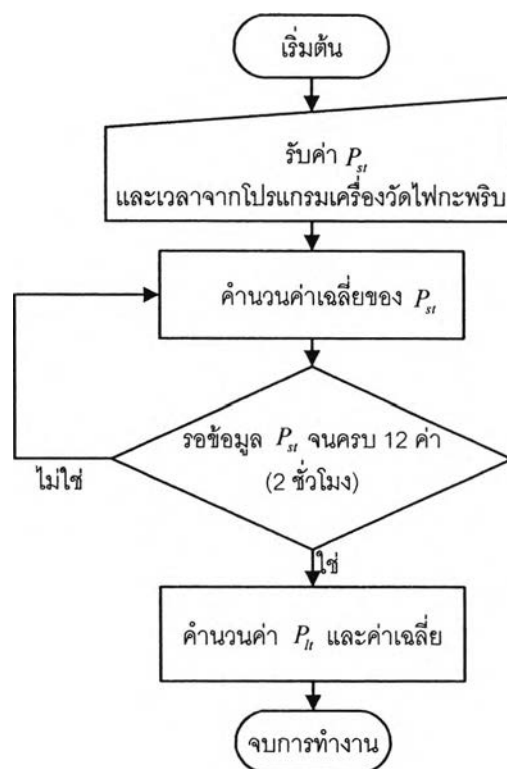 เริ่มต้น
รับค่า P_st
และเวลาจากโปรแกรมเครื่องวัดไฟกะพริบ
คำนวนค่าเฉลี่ยของ P_st
รอข้อมูล P_st จนครบ 12 ค่า
(2 ชั่วโมง)
ไม่ใช่
ใช่
คำนวนค่า P_lt และค่าเฉลี่ย
จบการทำงาน